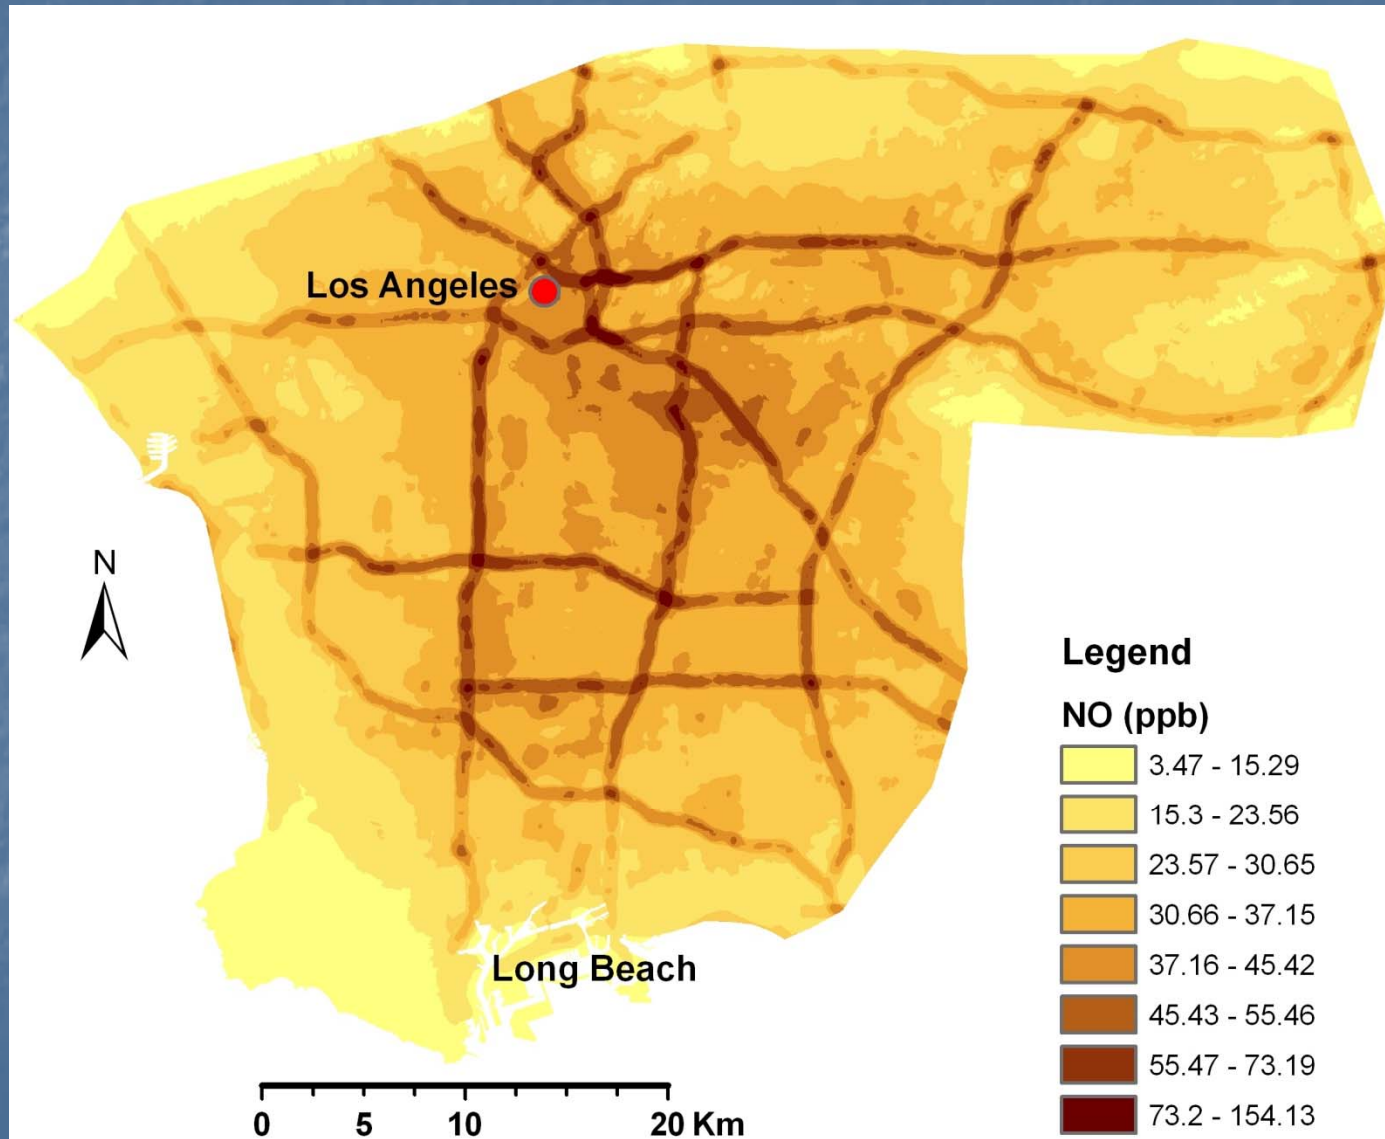 Los Angeles
N
Long Beach
0 5 10 20 Km
Legend
NO (ppb)
3.47 - 15.29
15.3 - 23.56
23.57 - 30.65
30.66 - 37.15
37.16 - 45.42
45.43 - 55.46
55.47 - 73.19
73.2 - 154.13